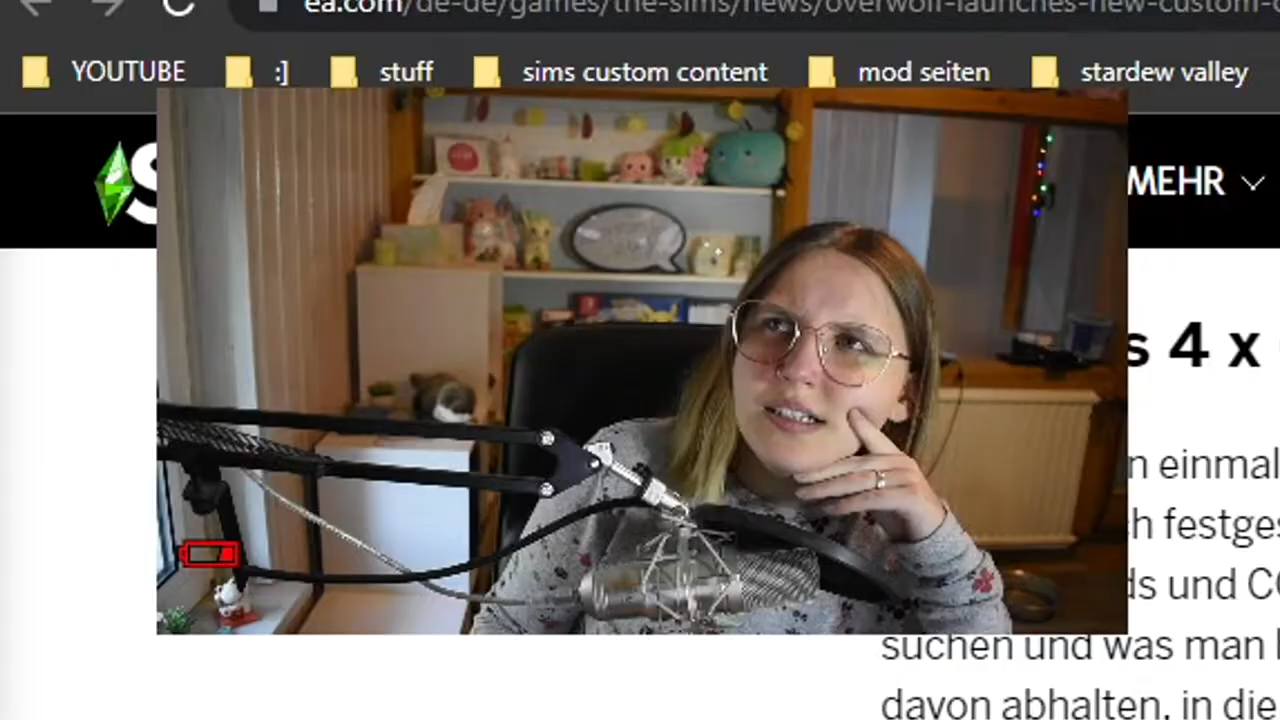 ea.com/de-de/games/the-sims/news/overwolf-launches-new-custom-c
YOUTUBE :] stuff sims custom content mod seiten stardew valley
S MEHR
s 4 x
n einmal
h festges
ds und CC
suchen und was man
davon abhalten, in die